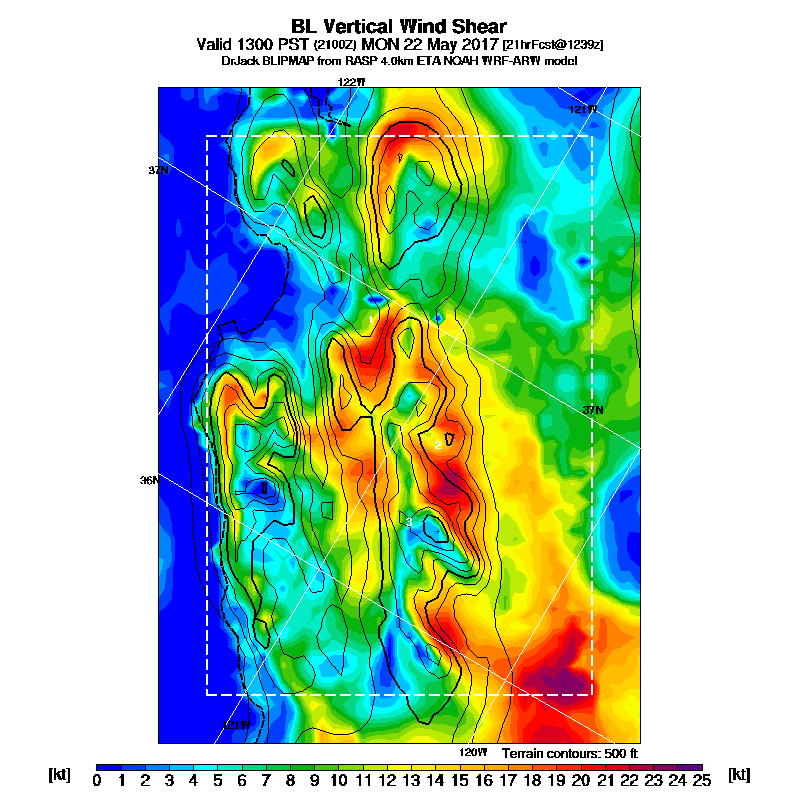 BL Vertical Wind Shear
Valid 1300 PST (2100Z) MON 22 May 2017 [21hrFcst@1239z]
DrJack BLIPMAP from RASP 4.0km ETA NOAH WRF-ARW model
122W
121W
37N
1
37N
2
36N
3
121W
120W
Terrain contours: 500 ft
[kt] 0 1 2 3 4 5 6 7 8 9 10 11 12 13 14 15 16 17 18 19 20 21 22 23 24 25 [kt]